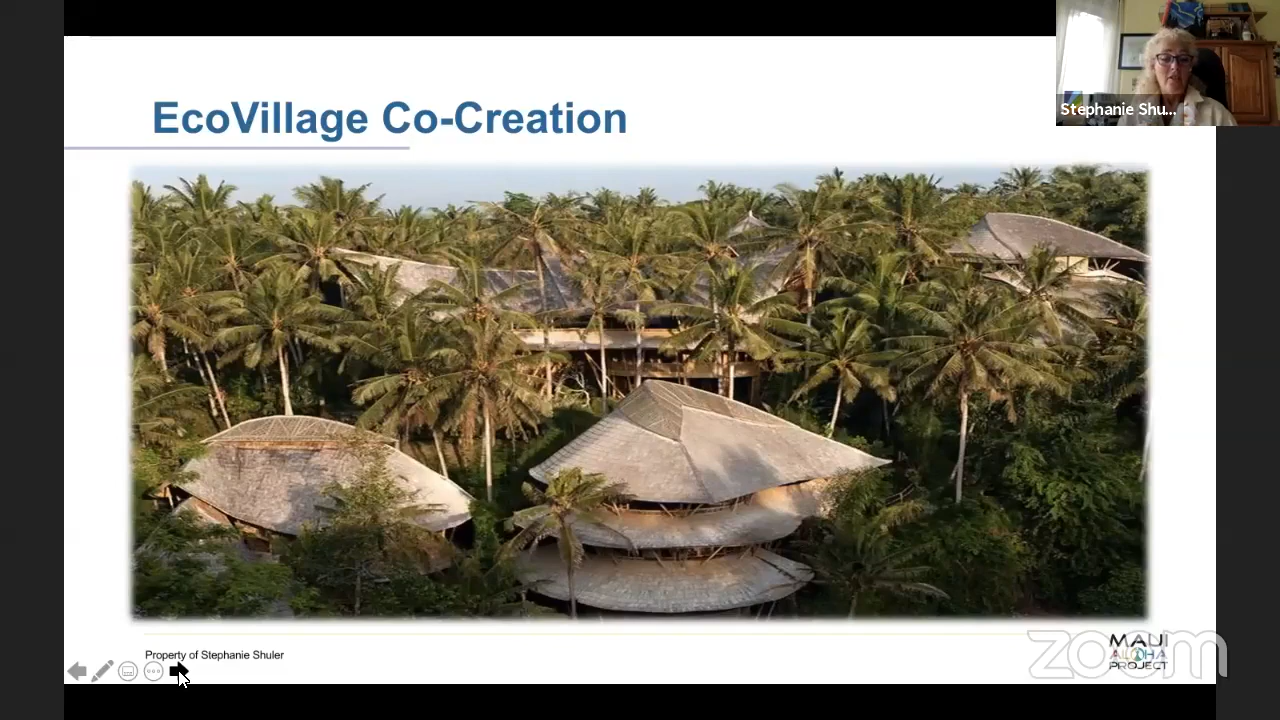 EcoVillage Co-Creation
Stephanie Shu...
Property of Stephanie Shuler
MAUI
ALOHA
PROJECT
zoom